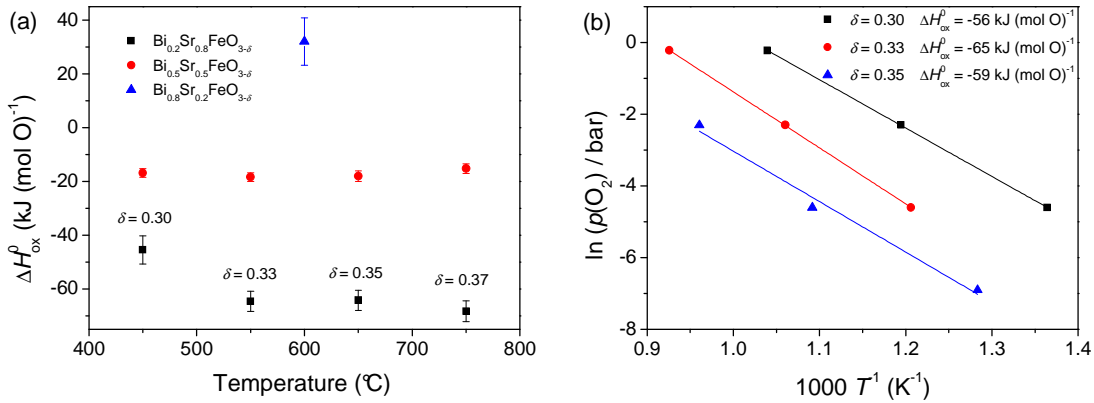 (a)
Bi0.2Sr0.8FeO3-δ
Bi0.5Sr0.5FeO3-δ
Bi0.8Sr0.2FeO3-δ
40
20
0
-20
-40
-60
δ = 0.30
δ = 0.33
δ = 0.35
δ = 0.37
400
500
600
700
800
ΔH⁰ox (kJ (mol O)⁻¹)
Temperature (°C)
(b)
δ = 0.30 ΔH⁰ox = -56 kJ (mol O)⁻¹
δ = 0.33 ΔH⁰ox = -65 kJ (mol O)⁻¹
δ = 0.35 ΔH⁰ox = -59 kJ (mol O)⁻¹
0
-2
-4
-6
-8
0.9
1.0
1.1
1.2
1.3
1.4
ln (p(O2) / bar)
1000 T⁻¹ (K⁻¹)